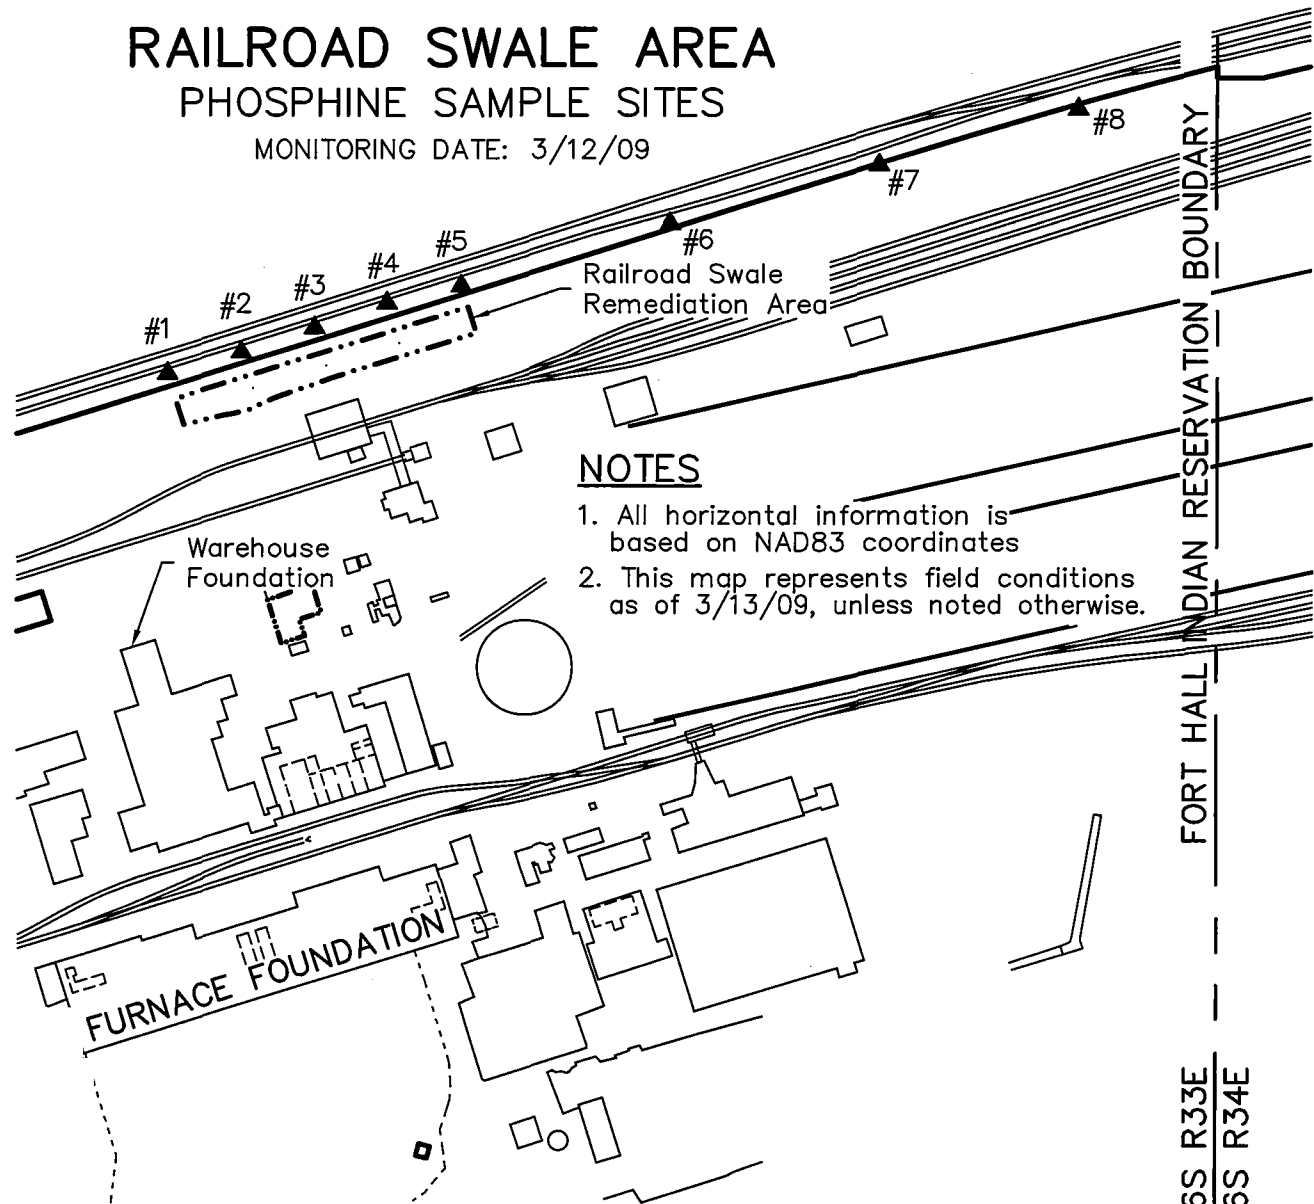 RAILROAD SWALE AREA
PHOSPHINE SAMPLE SITES
MONITORING DATE: 3/12/09
#1
#2
#3
#4
#5
#6
#7
#8
Railroad Swale
Remediation Area
NOTES
1. All horizontal information is
based on NAD83 coordinates
2. This map represents field conditions
as of 3/13/09, unless noted otherwise.
Warehouse
Foundation
FURNACE FOUNDATION
FORT HALL INDIAN RESERVATION BOUNDARY
6S R33E
6S R34E